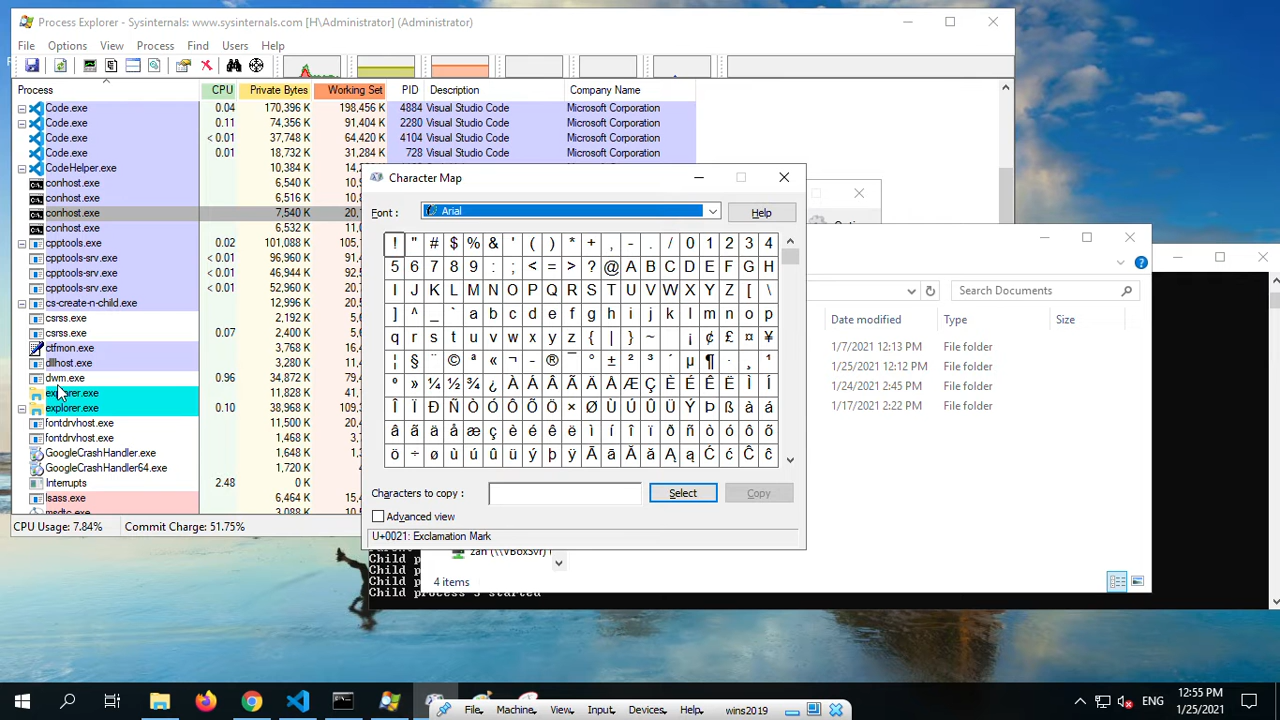 Process Explorer - Sysinternals: www.sysinternals.com [H\Administrator] (Administrator)
File Options View Process Find Users Help
Process CPU Private Bytes Working Set PID Description Company Name
Code.exe 0.04 170,396 K 198,456 K 4884 Visual Studio Code Microsoft Corporation
Code.exe 0.11 74,356 K 91,404 K 2280 Visual Studio Code Microsoft Corporation
Code.exe < 0.01 37,748 K 64,420 K 4104 Visual Studio Code Microsoft Corporation
Code.exe 0.01 18,732 K 31,284 K 728 Visual Studio Code Microsoft Corporation
CodeHelper.exe 10,384 K
conhost.exe 6,540 K
conhost.exe 6,516 K
conhost.exe 7,540 K
conhost.exe 6,532 K
cpptools.exe 0.02 101,088 K
cpptools-srv.exe < 0.01 36,960 K
cpptools-srv.exe < 0.01 46,944 K
cpptools-srv.exe < 0.01 52,960 K
cs-create-n-child.exe 12,996 K
csrss.exe 2,192 K
csrss.exe 0.07 2,400 K
ctfmon.exe 3,768 K
dllhost.exe 3,280 K
dwm.exe 0.96 34,872 K
explorer.exe 11,828 K
explorer.exe 0.10 38,968 K
fontdrvhost.exe 11,500 K
fontdrvhost.exe 1,468 K
GoogleCrashHandler.exe 1,648 K
GoogleCrashHandler64.exe 1,720 K
Interrupts 2.48 0 K
lsass.exe 6,464 K
msdtc.exe 3,088 K
CPU Usage: 7.84% Commit Charge: 51.75%
Character Map
Font : Arial Help
! " # $ % & ' ( ) * + , - . / 0 1 2 3 4
5 6 7 8 9 : ; < = > ? @ A B C D E F G H
I J K L M N O P Q R S T U V W X Y Z [ \
] ^ _ ` a b c d e f g h i j k l m n o p
q r s t u v w x y z { | } ~ ¡ ¢ £ ¤ ¥
¦ § ¨ © ª « ¬ - ® ¯ ° ± ² ³ ´ µ ¶ · ¸ ¹
º » ¼ ½ ¾ ¿ À Á Â Ã Ä Å Æ Ç È É Ê Ë Ì Í
Î Ï Ð Ñ Ò Ó Ô Õ Ö × Ø Ù Ú Û Ü Ý Þ ß à á
â ã ä å æ ç è é ê ë ì í î ï ð ñ ò ó ô õ
ö ÷ ø ù ú û ü ý þ ÿ Ā ā Ă ă Ą ą Ć ć Ĉ ĉ
Characters to copy : Select Copy
Advanced view
U+0021: Exclamation Mark
Search Documents
Date modified Type Size
1/7/2021 12:13 PM File folder
1/25/2021 12:12 PM File folder
1/24/2021 2:45 PM File folder
1/17/2021 2:22 PM File folder
zan (\\VBoxSvr)
4 items
Child p
Child p
Child p
Child process 3 started
File Machine View Input Devices Help wins2019
ENG
12:55 PM
1/25/2021